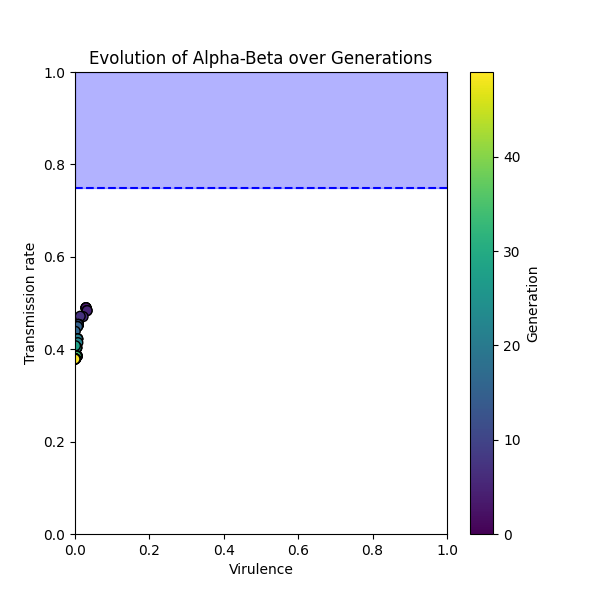 Evolution of Alpha-Beta over Generations
1.0
0.8
0.6
0.4
0.2
0.0
Transmission rate
0.0 0.2 0.4 0.6 0.8 1.0
Virulence
40
30
20
10
0
Generation